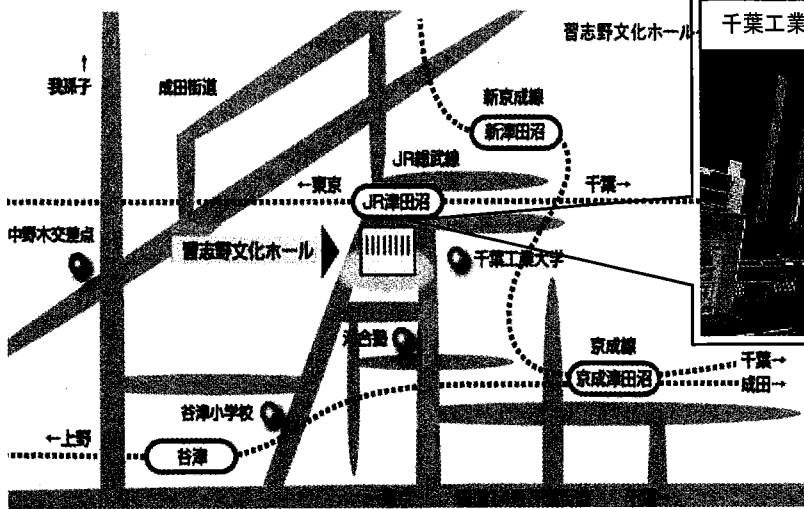 習志野文化ホール
千葉工業
↑
我孫子
成田街道
新京成線
新津田沼
JR総武線
←東京
千葉→
JR津田沼
中野木交差点
習志野文化ホール
千葉工業大学
京成線
千葉→
京成津田沼
成田→
谷津小学校
←上野
谷津